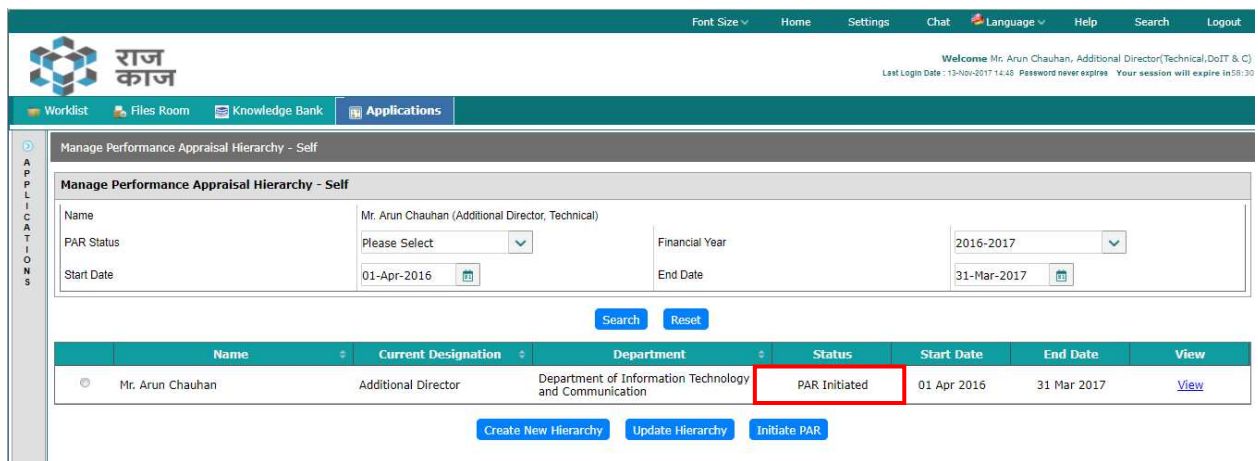 Font Size Home Settings Chat Language Help Search Logout
राज
काज
Welcome Mr. Arun Chauhan, Additional Director(Technical,DoIT & C)
Last Login Date : 13-Nov-2017 14:48 Password never expires Your session will expire in58:30
Worklist Files Room Knowledge Bank Applications
APPLICATIONS
Manage Performance Appraisal Hierarchy - Self
Manage Performance Appraisal Hierarchy - Self
Name Mr. Arun Chauhan (Additional Director, Technical)
PAR Status Please Select Financial Year 2016-2017
Start Date 01-Apr-2016 End Date 31-Mar-2017
Search Reset
Name Current Designation Department Status Start Date End Date View
Mr. Arun Chauhan Additional Director Department of Information Technology and Communication PAR Initiated 01 Apr 2016 31 Mar 2017 View
Create New Hierarchy Update Hierarchy Initiate PAR